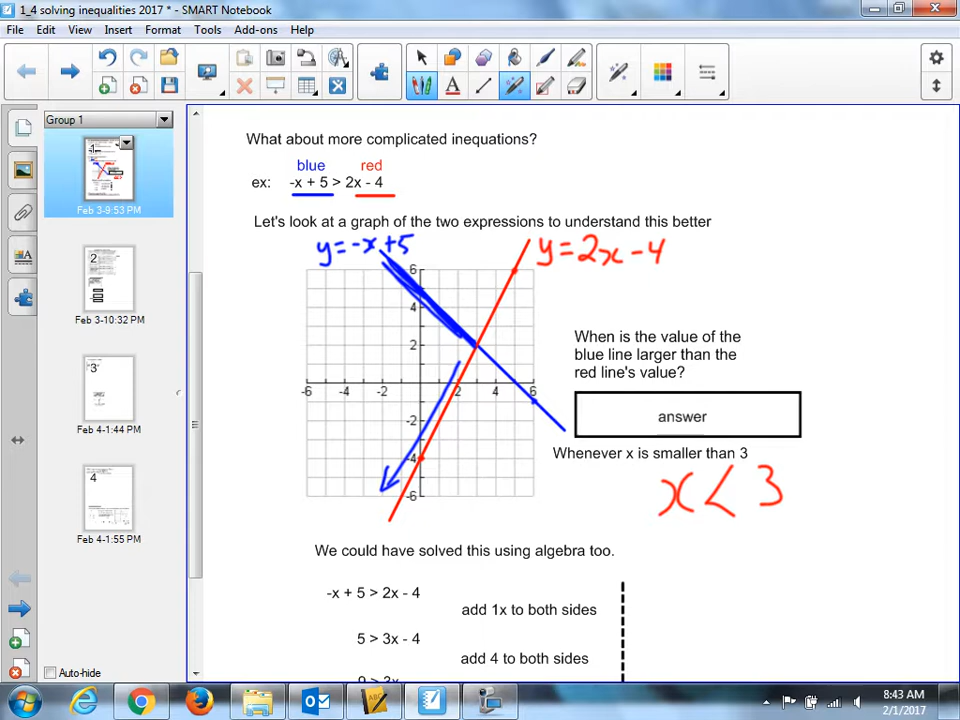 1_4 solving inequalities 2017 * - SMART Notebook
File Edit View Insert Format Tools Add-ons Help
Group 1
1
Feb 3-9:53 PM
2
Feb 3-10:32 PM
3
Feb 4-1:44 PM
4
Feb 4-1:55 PM
Auto-hide
What about more complicated inequations?
blue red
ex: -x + 5 > 2x - 4
Let's look at a graph of the two expressions to understand this better
y=-x+5
y=2x-4
6
4
2
-6 -4 -2 2 4 6
-2
-4
-6
When is the value of the
blue line larger than the
red line's value?
answer
Whenever x is smaller than 3
x<3
We could have solved this using algebra too.
-x + 5 > 2x - 4
add 1x to both sides
5 > 3x - 4
add 4 to both sides
9 > 3x
8:43 AM
2/1/2017